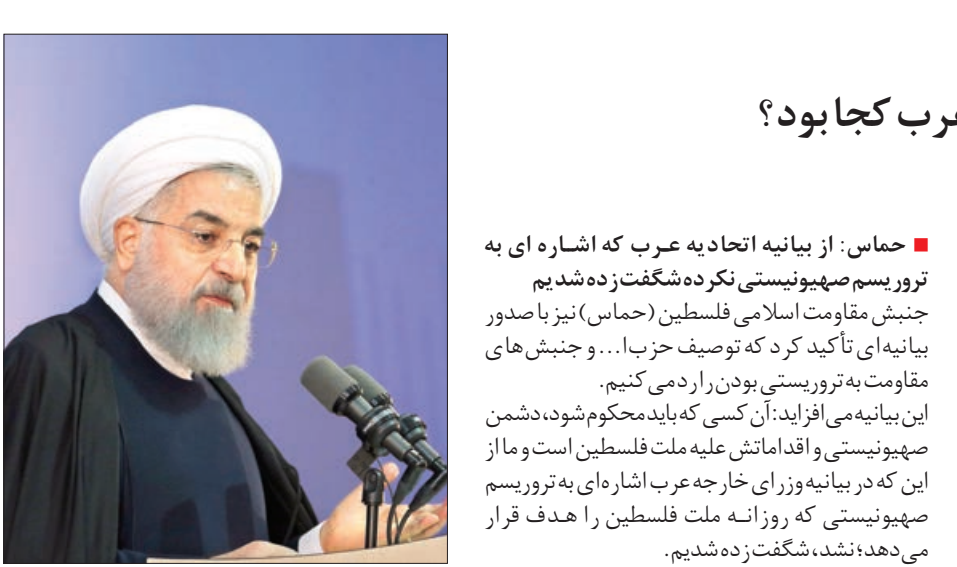 عرب کجا بود؟
■ حماس: از بیانیه اتحادیه عرب که اشاره ای به
تروریسم صهیونیستی نکرده شگفت زده شدیم
جنبش مقاومت اسلامی فلسطین (حماس) نیز با صدور
بیانیه‌ای تأکید کرد که توصیف حزب‌ا... و جنبش های
مقاومت به تروریستی بودن را رد می کنیم.
این بیانیه می افزاید: آن کسی که باید محکوم شود، دشمن
صهیونیستی و اقداماتش علیه ملت فلسطین است و ما از
این که در بیانیه وزرای خارجه عرب اشاره‌ای به تروریسم
صهیونیستی که روزانه ملت فلسطین را هدف قرار
می‌دهد؛ نشد، شگفت زده شدیم.